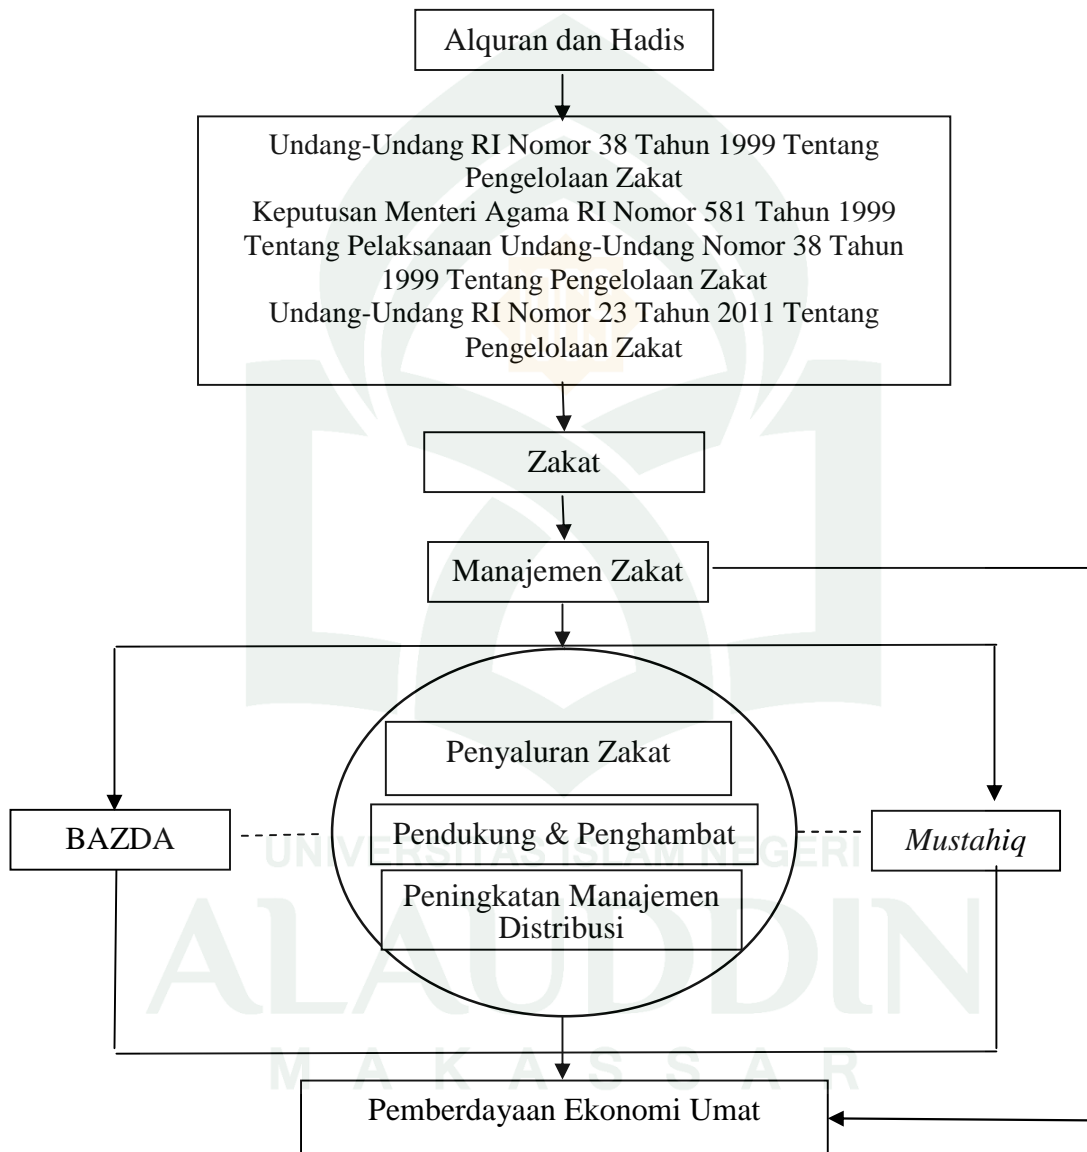 Alquran dan Hadis
Undang-Undang RI Nomor 38 Tahun 1999 Tentang
Pengelolaan Zakat
Keputusan Menteri Agama RI Nomor 581 Tahun 1999
Tentang Pelaksanaan Undang-Undang Nomor 38 Tahun
1999 Tentang Pengelolaan Zakat
Undang-Undang RI Nomor 23 Tahun 2011 Tentang
Pengelolaan Zakat
Zakat
Manajemen Zakat
Penyaluran Zakat
BAZDA
Pendukung & Penghambat
Mustahiq
UNIVERSITAS ISLAM NEGERI
Peningkatan Manajemen
Distribusi
ALAUDDIN
MAKASSAR
Pemberdayaan Ekonomi Umat